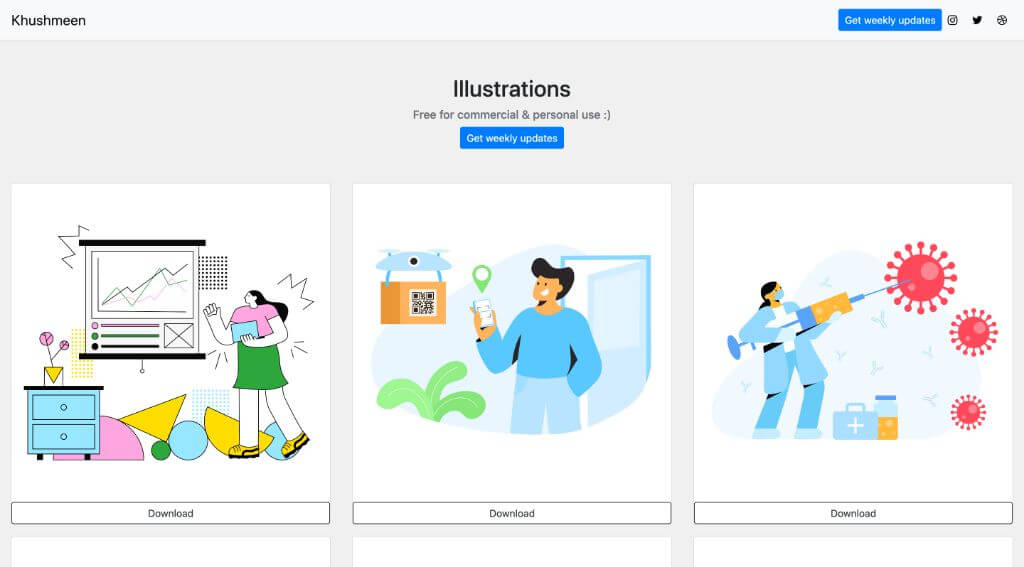 Khushmeen
Get weekly updates
Illustrations
Free for commercial & personal use :)
Get weekly updates
Download
Download
Download